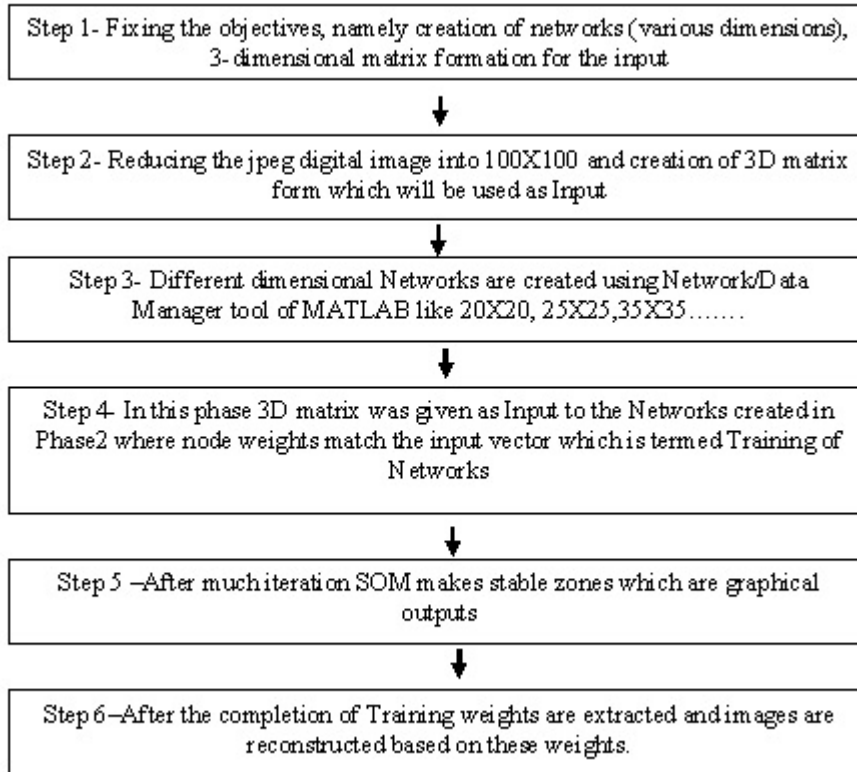 Step 1- Fixing the objectives, namely creation of networks (various dimensions),
3- dimensional matrix formation for the input
Step 2- Reducing the jpeg digital image into 100X100 and creation of 3D matrix
form which will be used as Input
Step 3- Different dimensional Networks are created using Network/Data
Manager tool of MATLAB like 20X20, 25X25,35X35…….
Step 4- In this phase 3D matrix was given as Input to the Networks created in
Phase2 where node weights match the input vector which is termed Training of
Networks
Step 5 –After much iteration SOM makes stable zones which are graphical
outputs
Step 6–After the completion of Training weights are extracted and images are
reconstructed based on these weights.